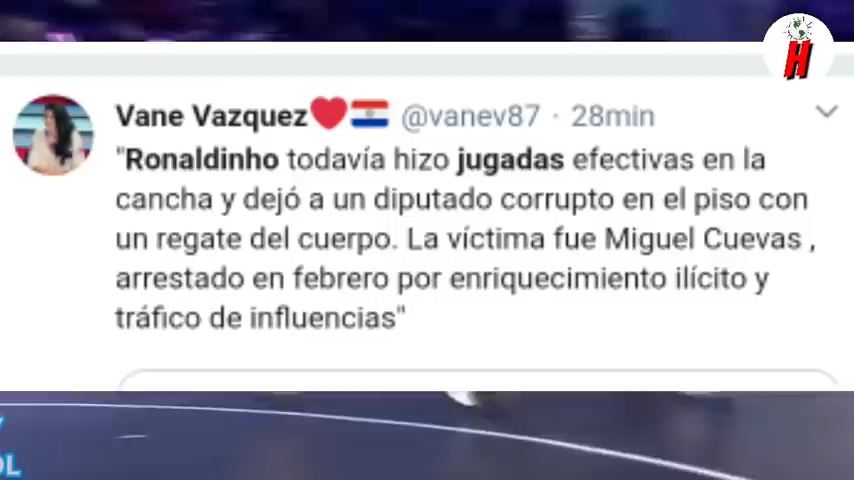 H
Vane Vazquez❤️🇵🇾 @vanev87 · 28min
"Ronaldinho todavía hizo jugadas efectivas en la
cancha y dejó a un diputado corrupto en el piso con
un regate del cuerpo. La víctima fue Miguel Cuevas ,
arrestado en febrero por enriquecimiento ilícito y
tráfico de influencias"